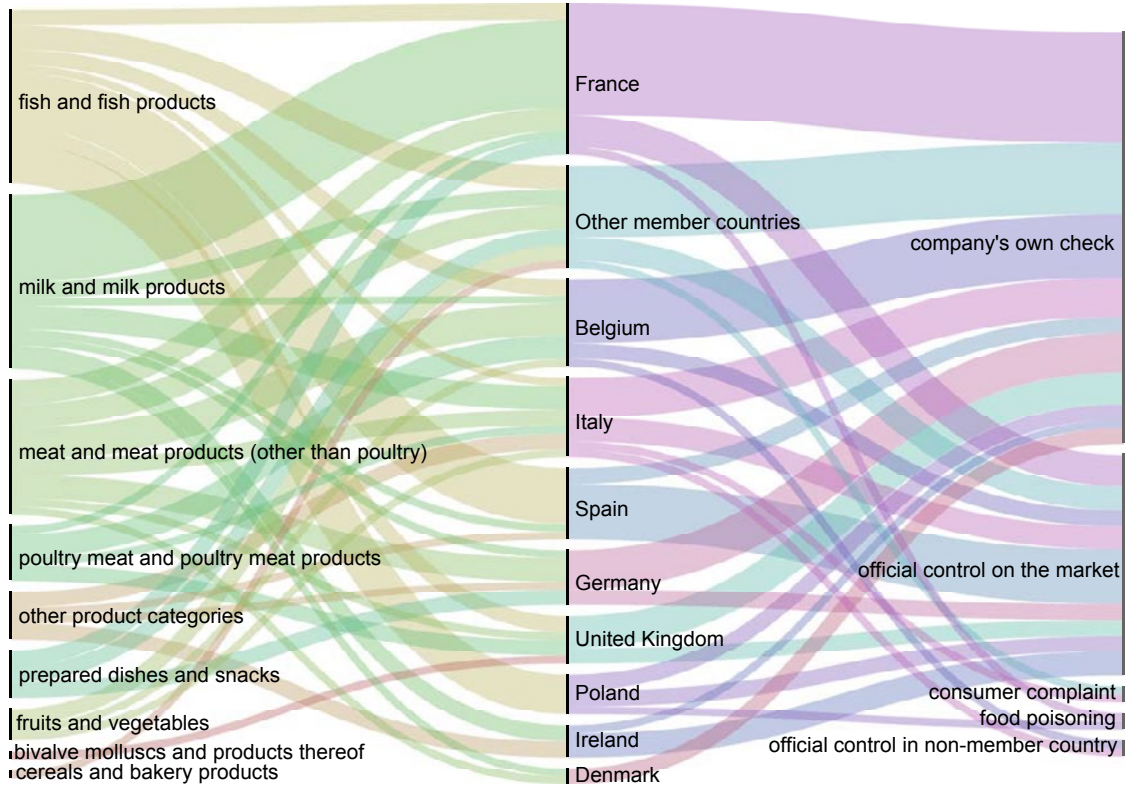 fish and fish products
milk and milk products
meat and meat products (other than poultry)
poultry meat and poultry meat products
other product categories
prepared dishes and snacks
fruits and vegetables
bivalve molluscs and products thereof
cereals and bakery products
France
Other member countries
Belgium
Italy
Spain
Germany
United Kingdom
Poland
Ireland
Denmark
company's own check
official control on the market
consumer complaint
food poisoning
official control in non-member country